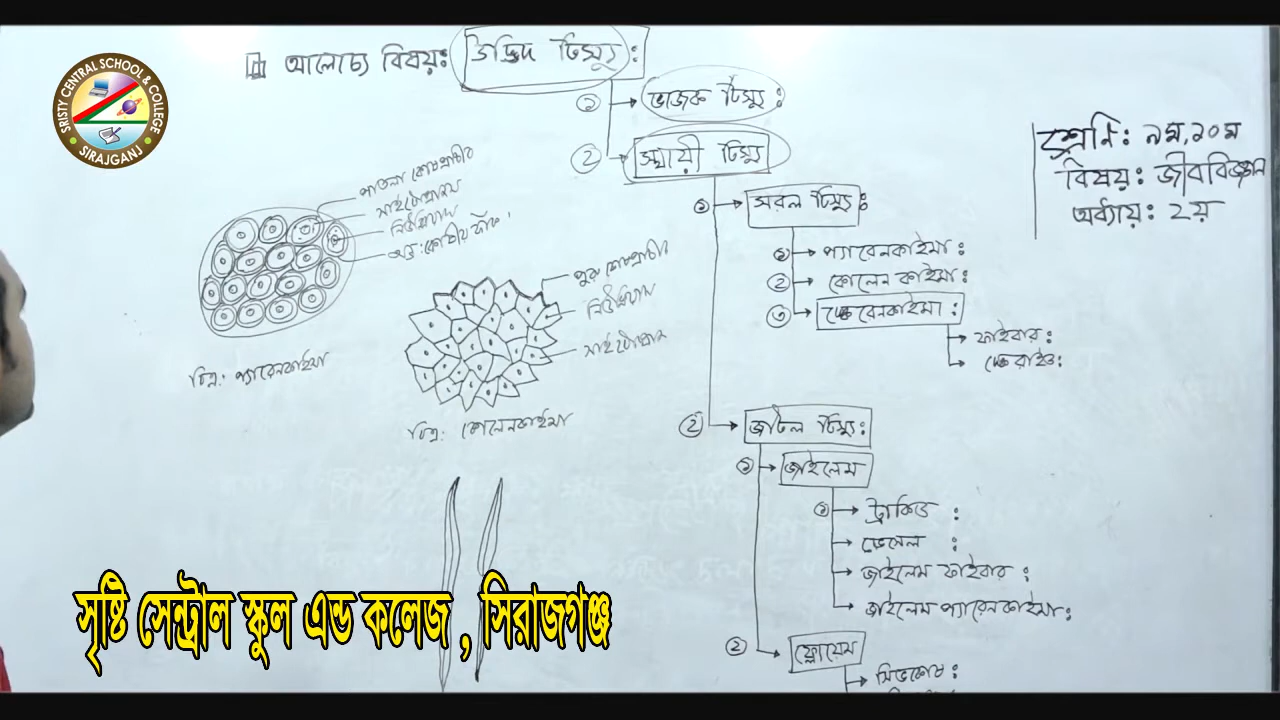 SRISTY CENTRAL SCHOOL & COLLEGE
SIRAJGANJ
আলোচ্য বিষয়ঃ উদ্ভিদ টিস্যুঃ
১ ভাজক টিস্যুঃ
২ স্থায়ী টিস্যু
শ্রেনিঃ ৯ম,১০ম
বিষয়ঃ জীববিজ্ঞান
অধ্যায়ঃ ২য়
১ সরল টিস্যুঃ
১ প্যারেনকাইমাঃ
২ কোলেনকাইমাঃ
৩ স্ক্লেরেনকাইমাঃ
ফাইবারঃ
স্ক্লেরাইডঃ
পাতলা কোষপ্রাচীর
সাইটোপ্লাজম
নিউক্লিয়াস
আন্তঃকোষীয় ফাঁক
চিত্র: প্যারেনকাইমা
পুরু কোষপ্রাচীর
নিউক্লিয়াস
সাইটোপ্লাজম
চিত্র: কোলেনকাইমা
২ জটিল টিস্যুঃ
১ জাইলেম
১ ট্রাকিড ঃ
ভেসেল ঃ
জাইলেম ফাইবার ঃ
জাইলেম প্যারেনকাইমাঃ
২ ফ্লোয়েম
সিভকোষঃ
সৃষ্টি সেন্ট্রাল স্কুল এন্ড কলেজ , সিরাজগঞ্জ